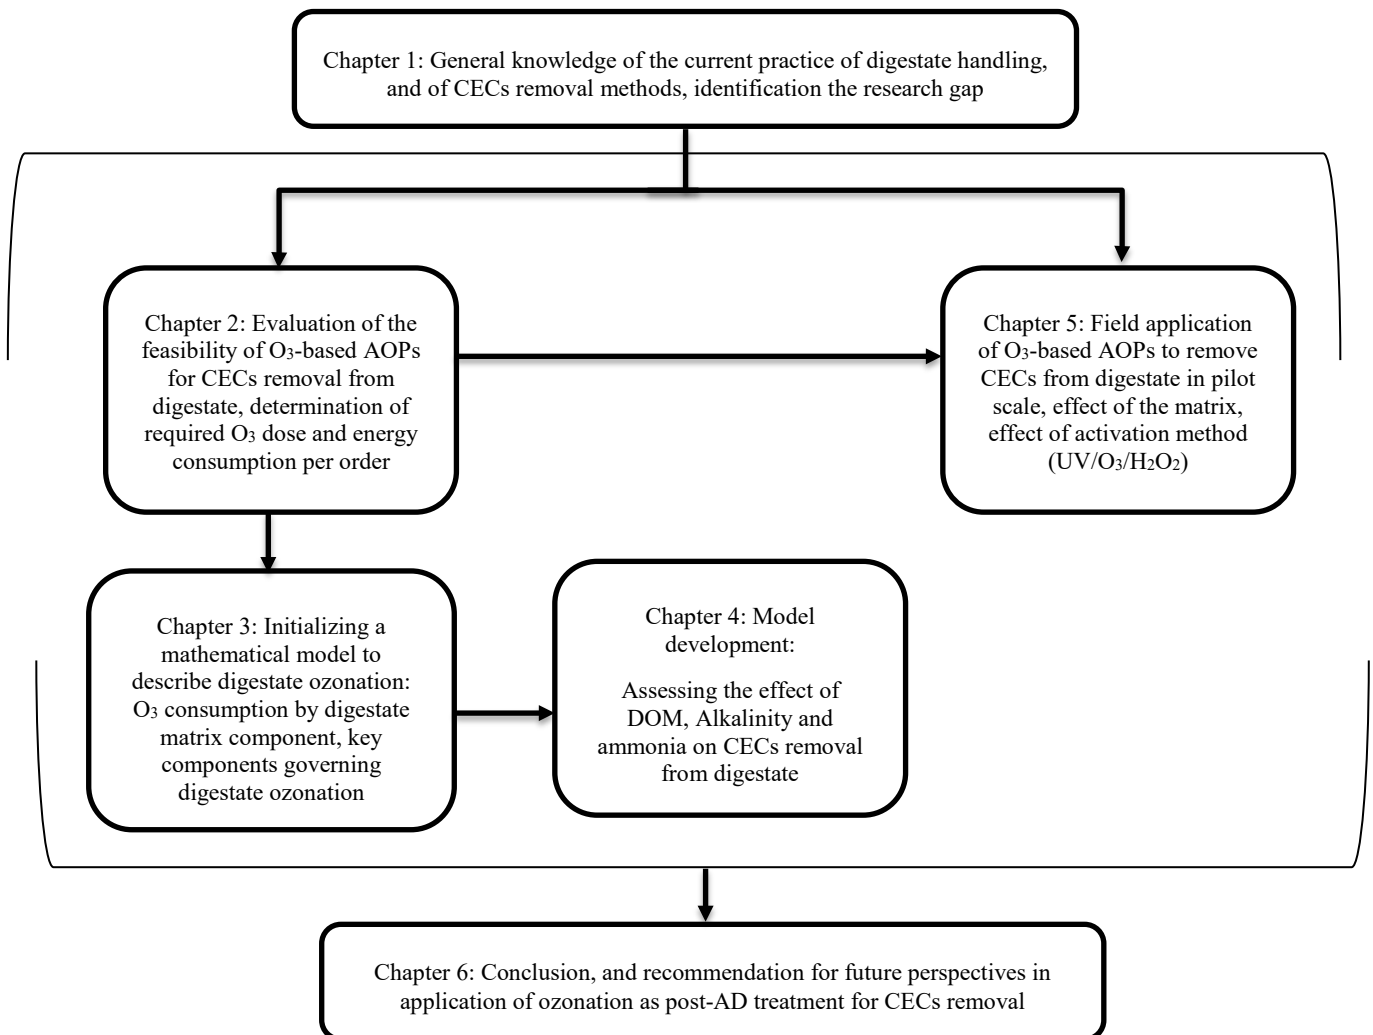 Chapter 1: General knowledge of the current practice of digestate handling,
and of CECs removal methods, identification the research gap
Chapter 2: Evaluation of the
feasibility of O₃-based AOPs
for CECs removal from
digestate, determination of
required O₃ dose and energy
consumption per order
Chapter 5: Field application
of O₃-based AOPs to remove
CECs from digestate in pilot
scale, effect of the matrix,
effect of activation method
(UV/O₃/H₂O₂)
Chapter 3: Initializing a
mathematical model to
describe digestate ozonation:
O₃ consumption by digestate
matrix component, key
components governing
digestate ozonation
Chapter 4: Model
development:
Assessing the effect of
DOM, Alkalinity and
ammonia on CECs removal
from digestate
Chapter 6: Conclusion, and recommendation for future perspectives in
application of ozonation as post-AD treatment for CECs removal